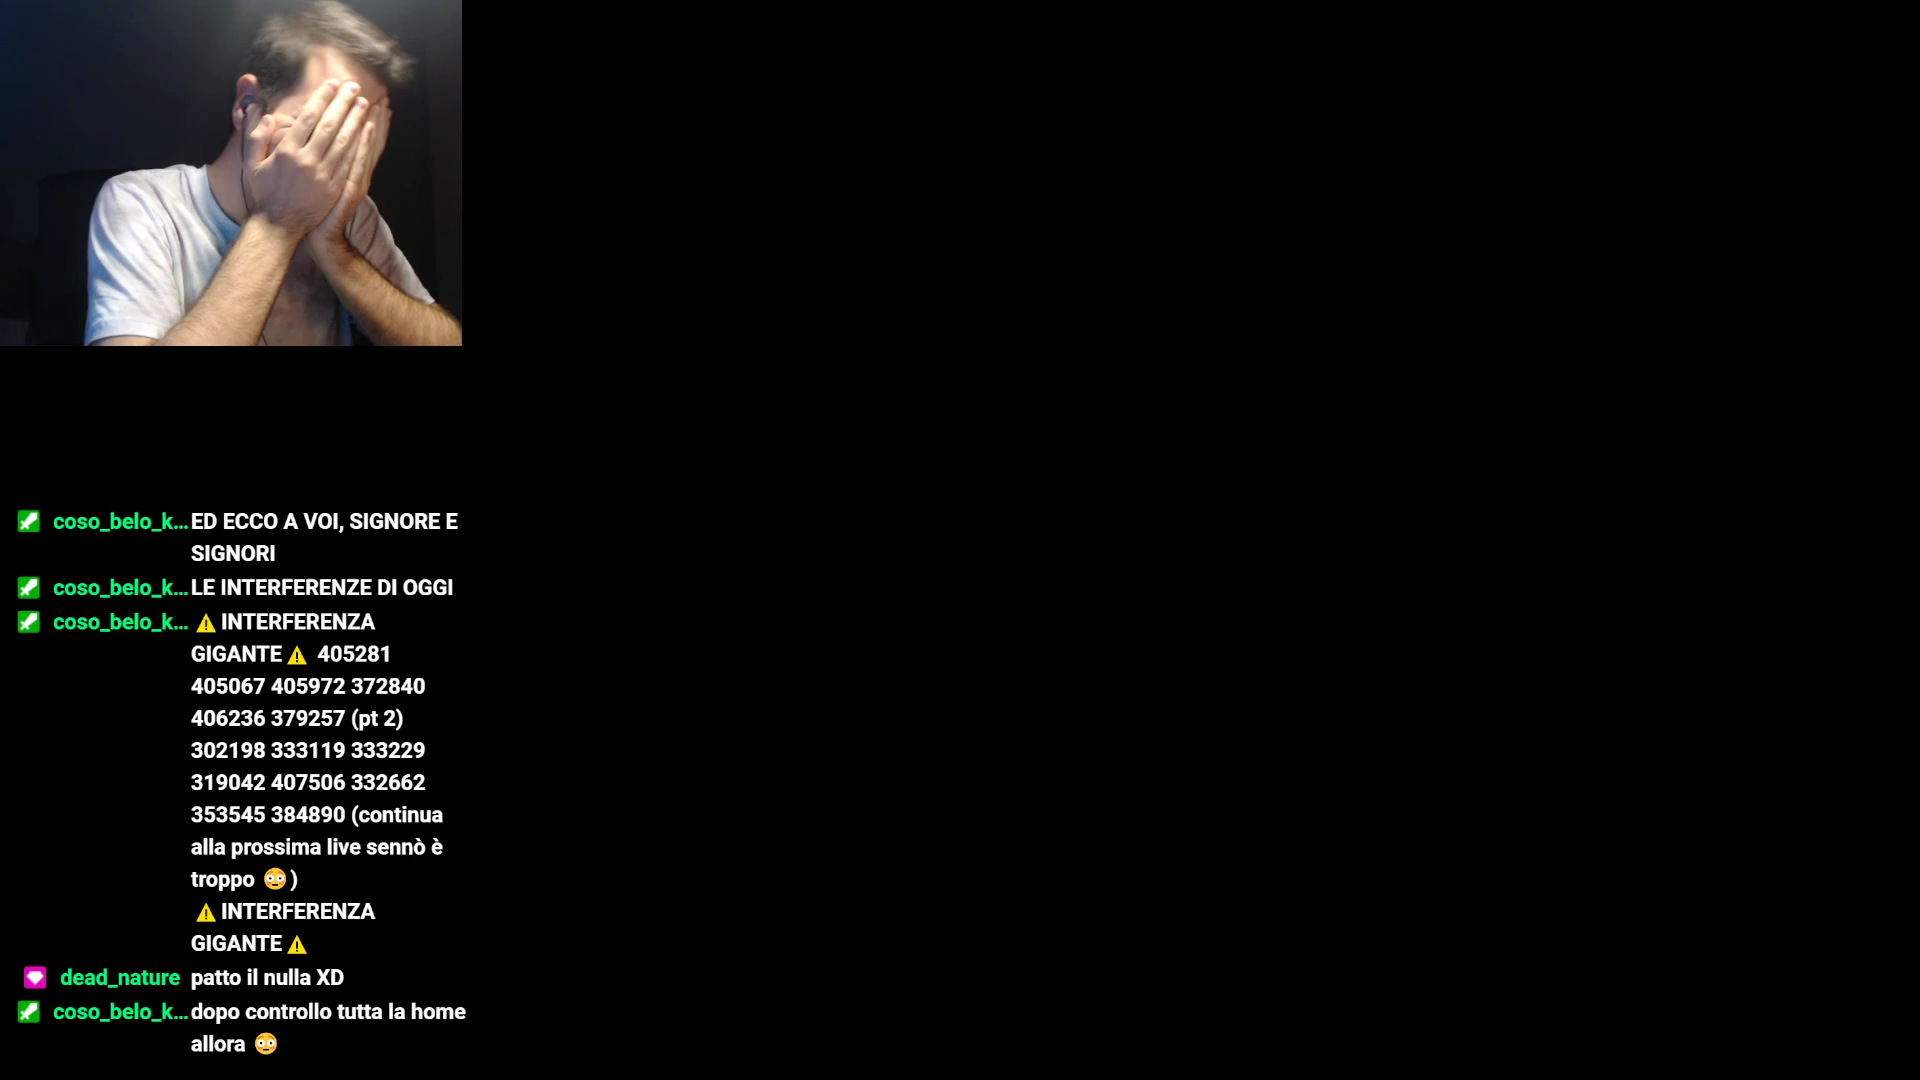 coso_belo_k... ED ECCO A VOI, SIGNORE E
SIGNORI
coso_belo_k... LE INTERFERENZE DI OGGI
coso_belo_k... ⚠️INTERFERENZA
GIGANTE⚠️ 405281
405067 405972 372840
406236 379257 (pt 2)
302198 333119 333229
319042 407506 332662
353545 384890 (continua
alla prossima live sennò è
troppo 😳)
⚠️INTERFERENZA
GIGANTE⚠️
dead_nature patto il nulla XD
coso_belo_k... dopo controllo tutta la home
allora 😳